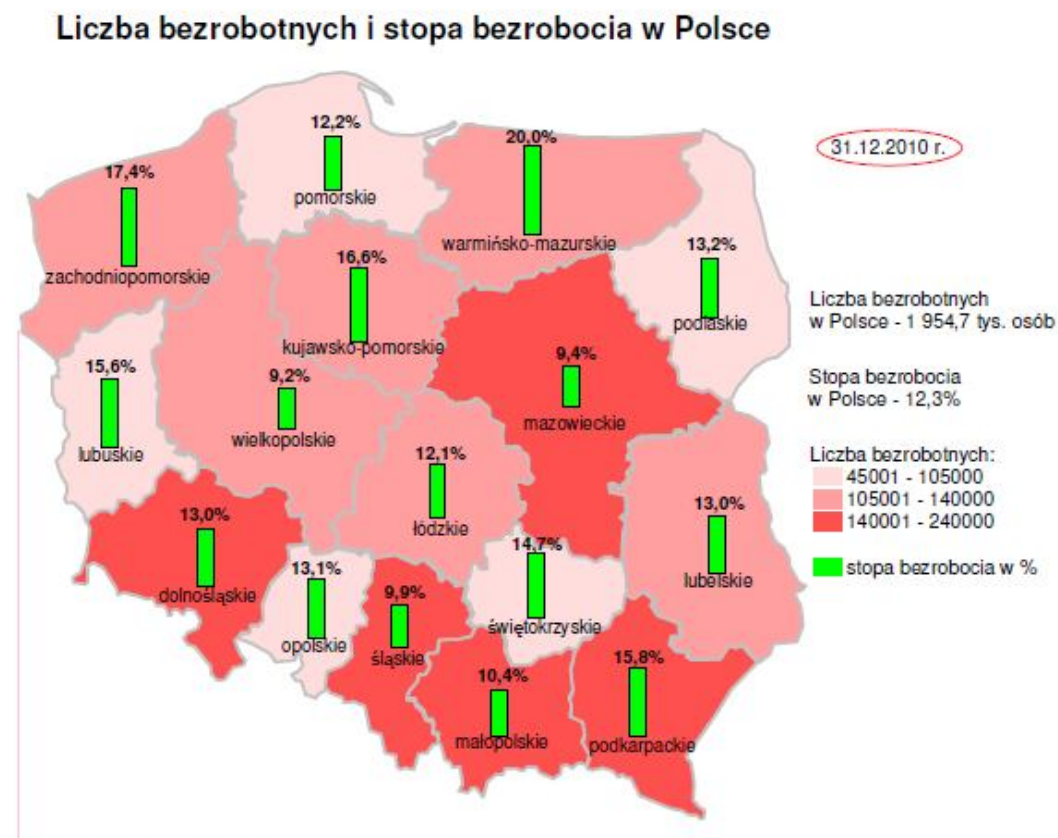 Liczba bezrobotnych i stopa bezrobocia w Polsce
31.12.2010 r.
12,2%
pomorskie
20,0%
warmińsko-mazurskie
17,4%
zachodniopomorskie
16,6%
kujawsko-pomorskie
13,2%
podlaskie
15,6%
lubuskie
9,2%
wielkopolskie
9,4%
mazowieckie
12,1%
łódzkie
13,0%
dolnośląskie
13,0%
lubelskie
13,1%
opolskie
9,9%
śląskie
14,7%
świętokrzyskie
10,4%
małopolskie
15,8%
podkarpackie
Liczba bezrobotnych
w Polsce - 1 954,7 tys. osób
Stopa bezrobocia
w Polsce - 12,3%
Liczba bezrobotnych:
45001 - 105000
105001 - 140000
140001 - 240000
stopa bezrobocia w %